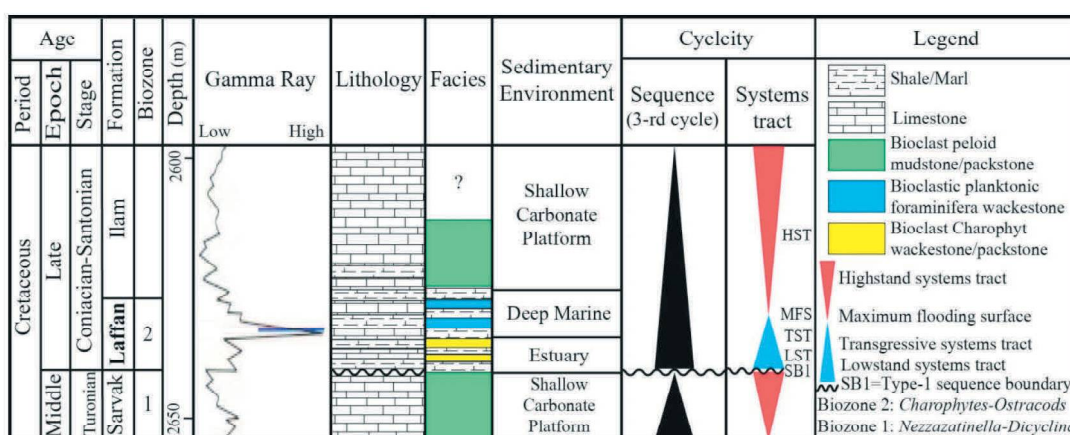 Age
Period
Epoch
Stage
Formation
Biozone
Depth (m)
Gamma Ray
Low High
Lithology
Facies
Sedimentary
Environment
Cyclcity
Sequence
(3-rd cycle)
Systems
tract
Legend
Cretaceous
Late
Middle
Coniacian-Santonian
Turonian
Ilam
Laffan
Sarvak
2
1
2600
2650
?
Shallow
Carbonate
Platform
Deep Marine
Estuary
Shallow
Carbonate
Platform
HST
MFS
TST
LST
SB1
Shale/Marl
Limestone
Bioclast peloid
mudstone/packstone
Bioclastic planktonic
foraminifera wackestone
Bioclast Charophyt
wackestone/packstone
Highstand systems tract
Maximum flooding surface
Transgressive systems tract
Lowstand systems tract
SB1=Type-1 sequence boundary
Biozone 2: Charophytes-Ostracods
Biozone 1: Nezzazatinella-Dicyclina